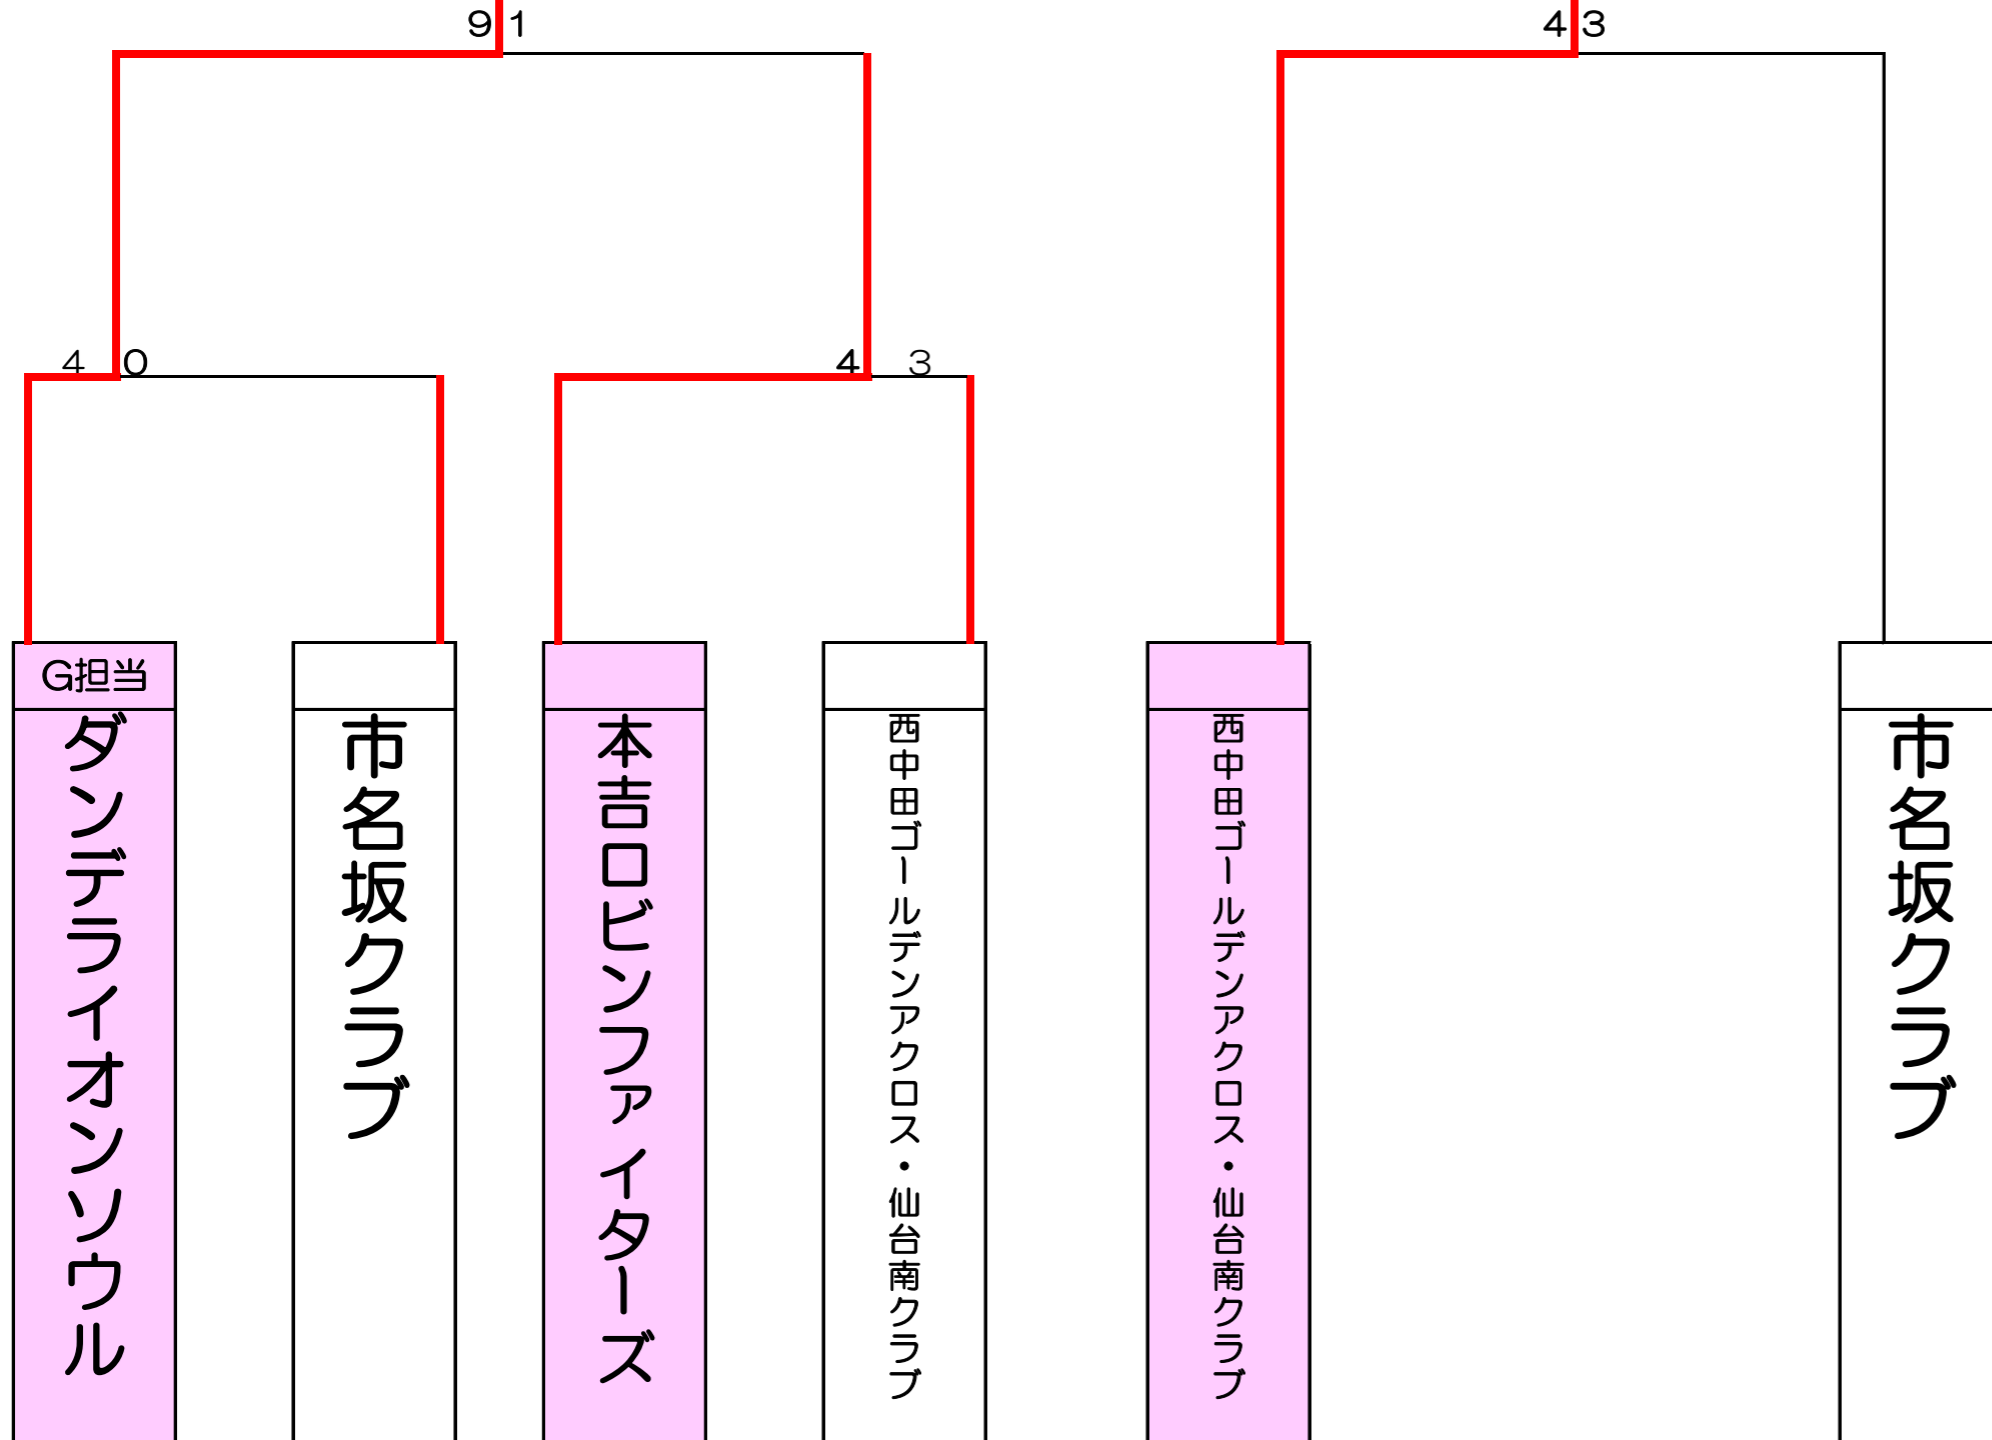 9 1
4 3
4 0
4 3
G担当
ダンデライオンソウル
市名坂クラブ
本吉ロビンファイターズ
西中田ゴールデンアクロス・仙台南クラブ
西中田ゴールデンアクロス・仙台南クラブ
市名坂クラブ